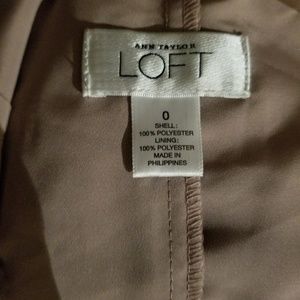 ANN TAYLOR
LOFT
0
SHELL:
100% POLYESTER
LINING:
100% POLYESTER
MADE IN
PHILIPPINES